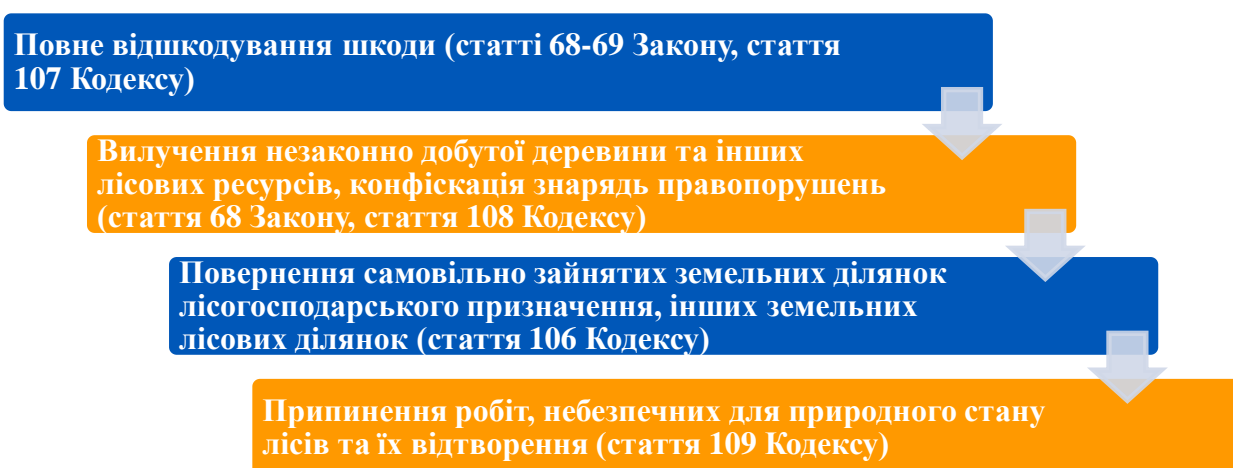 Повне відшкодування шкоди (статті 68-69 Закону, стаття
107 Кодексу)
Вилучення незаконно добутої деревини та інших
лісових ресурсів, конфіскація знарядь правопорушень
(стаття 68 Закону, стаття 108 Кодексу)
Повернення самовільно зайнятих земельних ділянок
лісогосподарського призначення, інших земельних
лісових ділянок (стаття 106 Кодексу)
Припинення робіт, небезпечних для природного стану
лісів та їх відтворення (стаття 109 Кодексу)